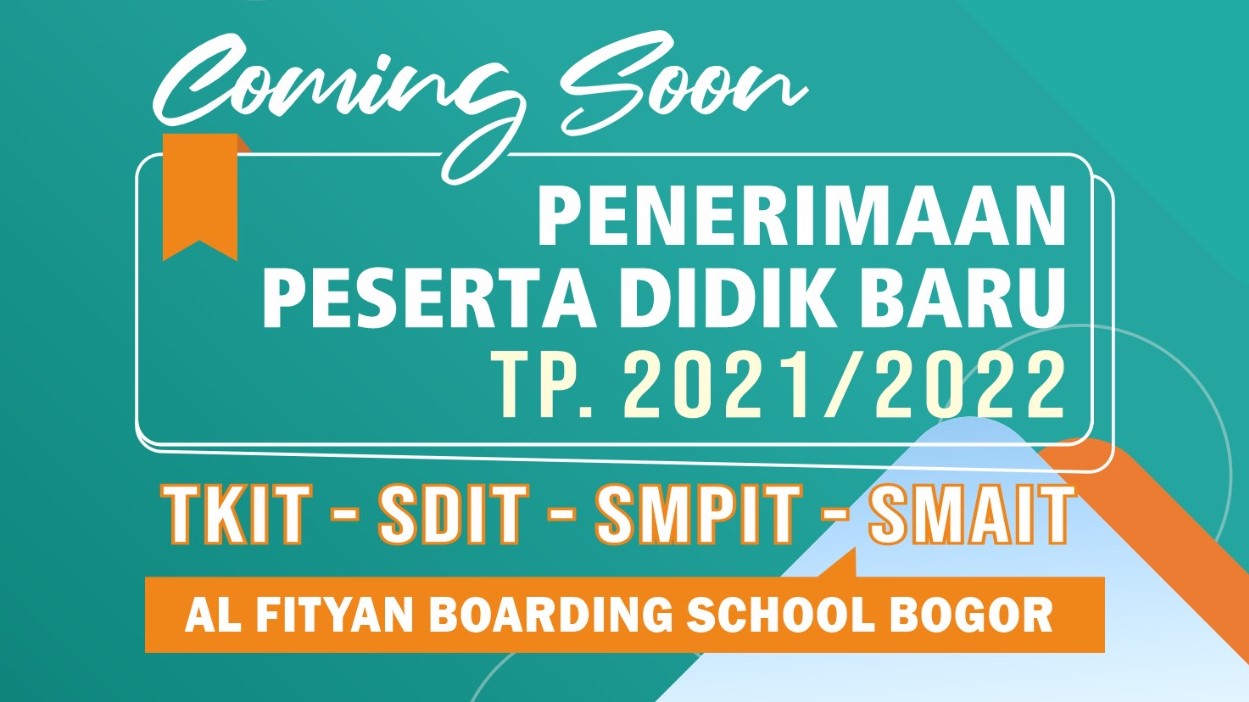 Coming Soon
PENERIMAAN
PESERTA DIDIK BARU
TP. 2021/2022
TKIT - SDIT - SMPIT - SMAIT
AL FITYAN BOARDING SCHOOL BOGOR